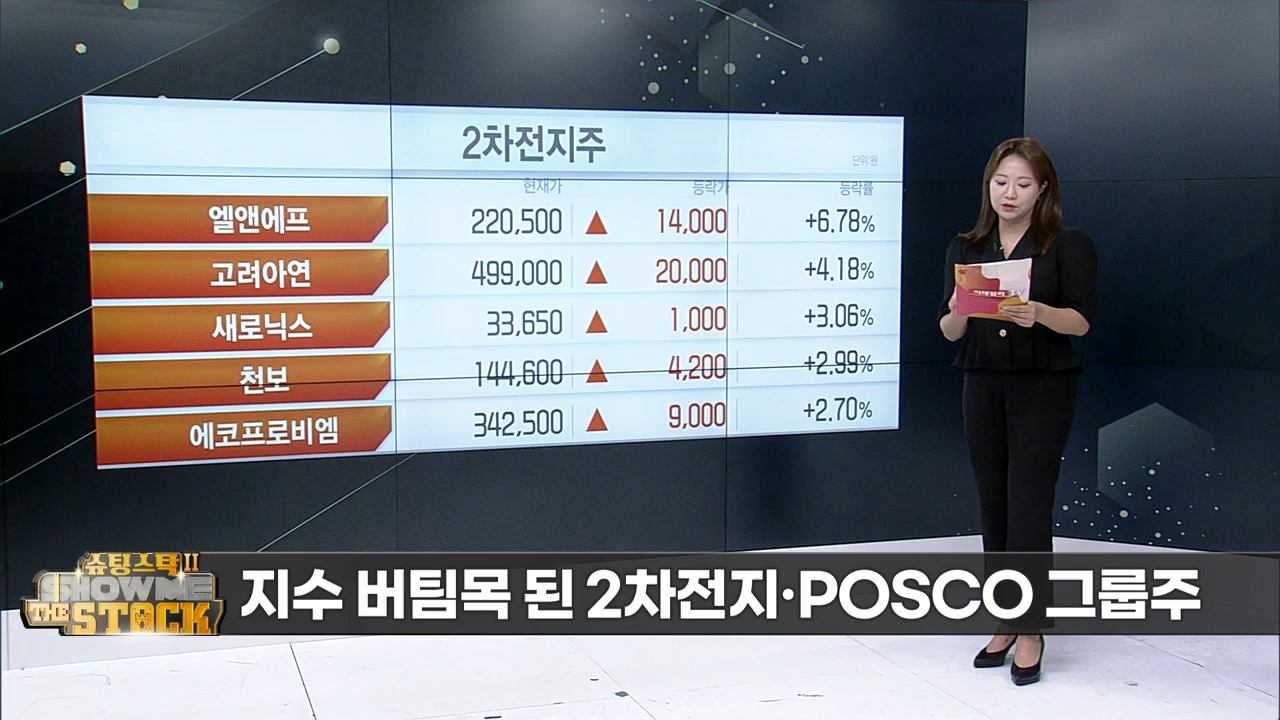 2차전지주
단위:원
현재가 등락가 등락률
엘앤에프 220,500 ▲ 14,000 +6.78%
고려아연 499,000 ▲ 20,000 +4.18%
새로닉스 33,650 ▲ 1,000 +3.06%
천보 144,600 ▲ 4,200 +2.99%
에코프로비엠 342,500 ▲ 9,000 +2.70%
슈팅스탁II
SHOW ME
THE STOCK
지수 버팀목 된 2차전지·POSCO 그룹주